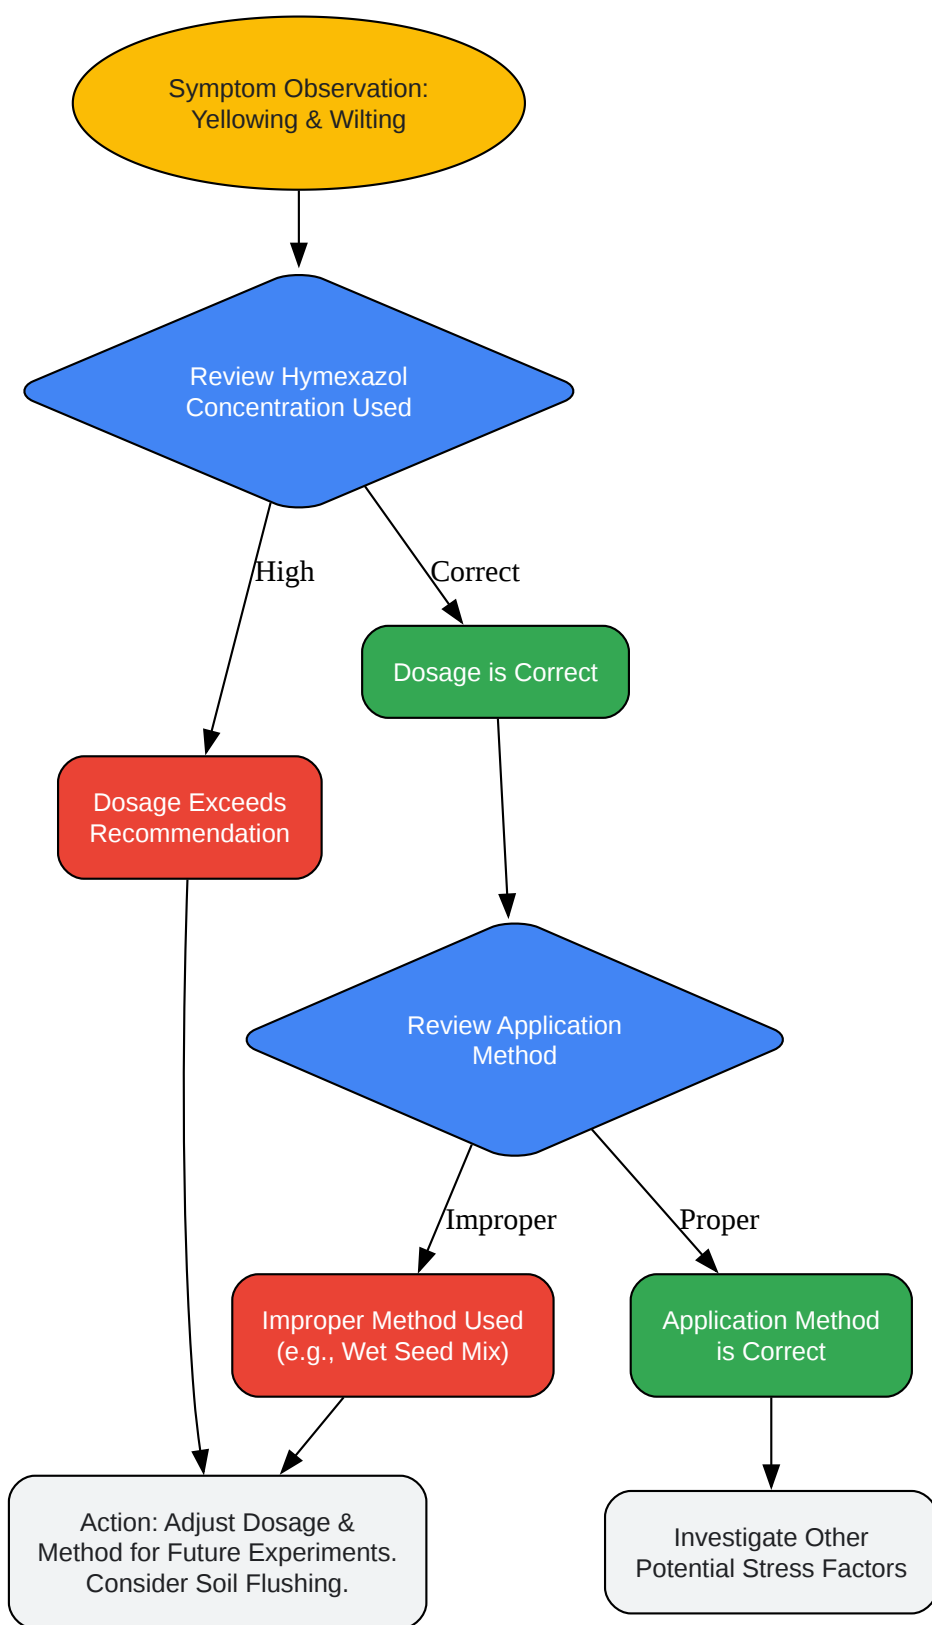 Symptom Observation:
Yellowing & Wilting
Review Hymexazol
Concentration Used
High
Correct
Dosage is Correct
Dosage Exceeds
Recommendation
Review Application
Method
Improper
Proper
Improper Method Used
(e.g., Wet Seed Mix)
Application Method
is Correct
Action: Adjust Dosage &
Method for Future Experiments.
Consider Soil Flushing.
Investigate Other
Potential Stress Factors